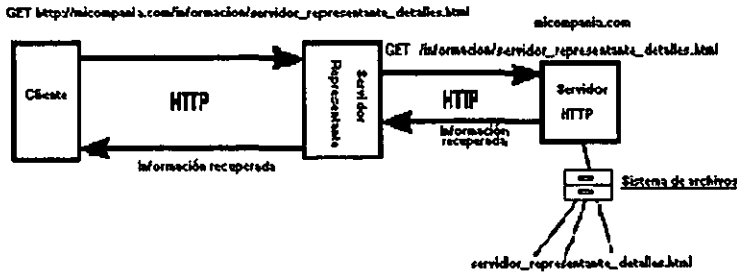 GET http://micompania.com/informacion/servidor_representante_detalles.html
micompania.com
GET /informacion/servidor_representante_detalles.html
Cliente
HTTP
Servidor
Representante
HTTP
Servidor
HTTP
Información recuperada
Información
recuperada
Sistema de archivos
servidor_representante_detalles.html